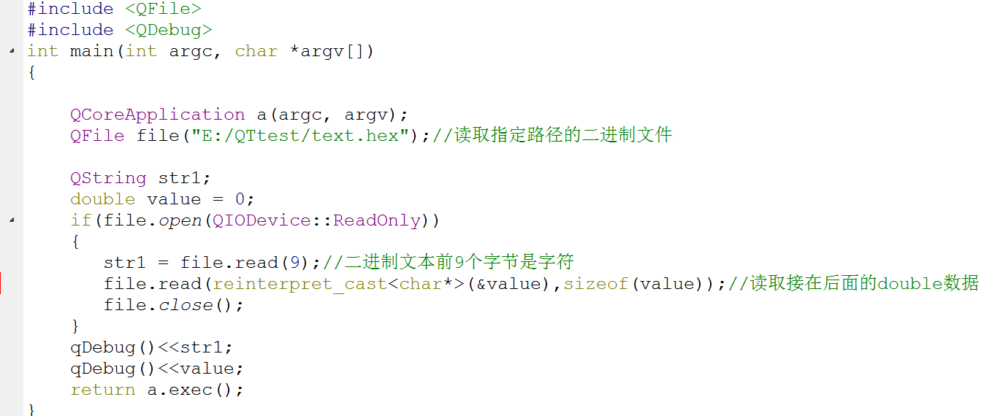 #include <QFile>
#include <QDebug>
int main(int argc, char *argv[])
{
QCoreApplication a(argc, argv);
QFile file("E:/QTtest/text.hex");//读取指定路径的二进制文件
QString str1;
double value = 0;
if(file.open(QIODevice::ReadOnly))
{
str1 = file.read(9);//二进制文本前9个字节是字符
file.read(reinterpret_cast<char*>(&value),sizeof(value));//读取接在后面的double数据
file.close();
}
qDebug()<<str1;
qDebug()<<value;
return a.exec();
}